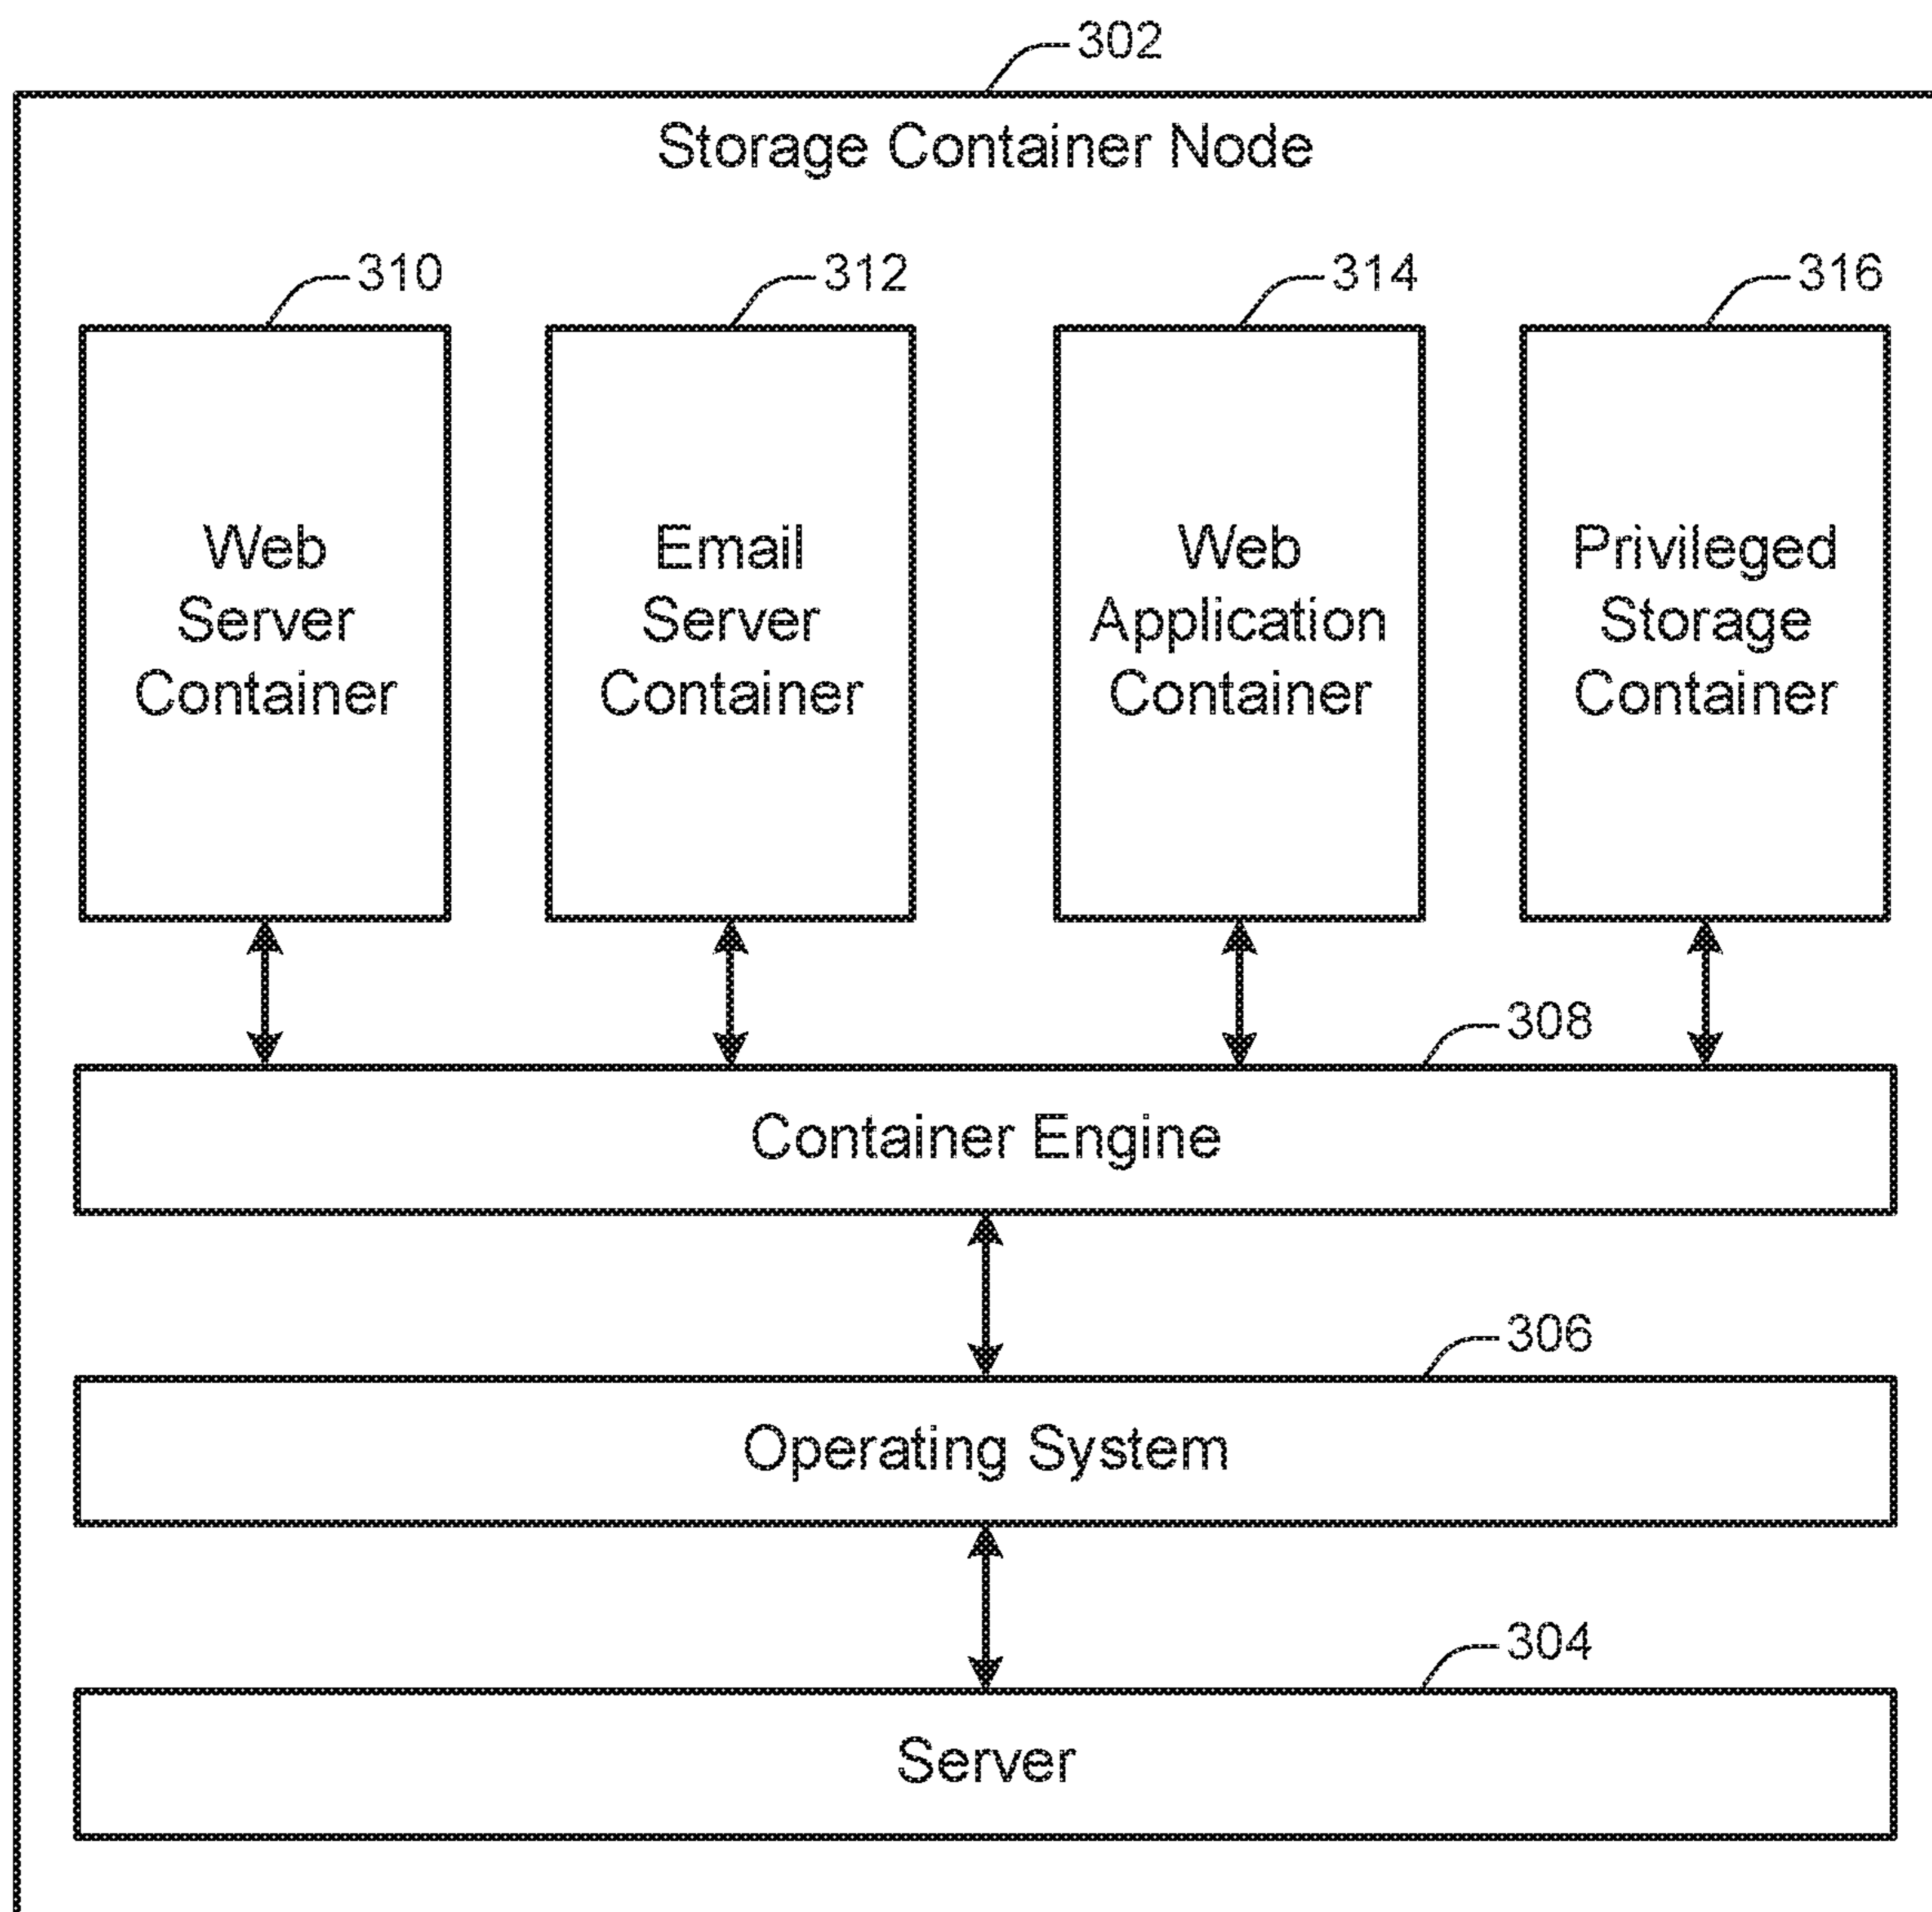 302
Storage Container Node
310
312
314
316
Web
Server
Container
Email
Server
Container
Web
Application
Container
Privileged
Storage
Container
308
Container Engine
306
Operating System
304
Server